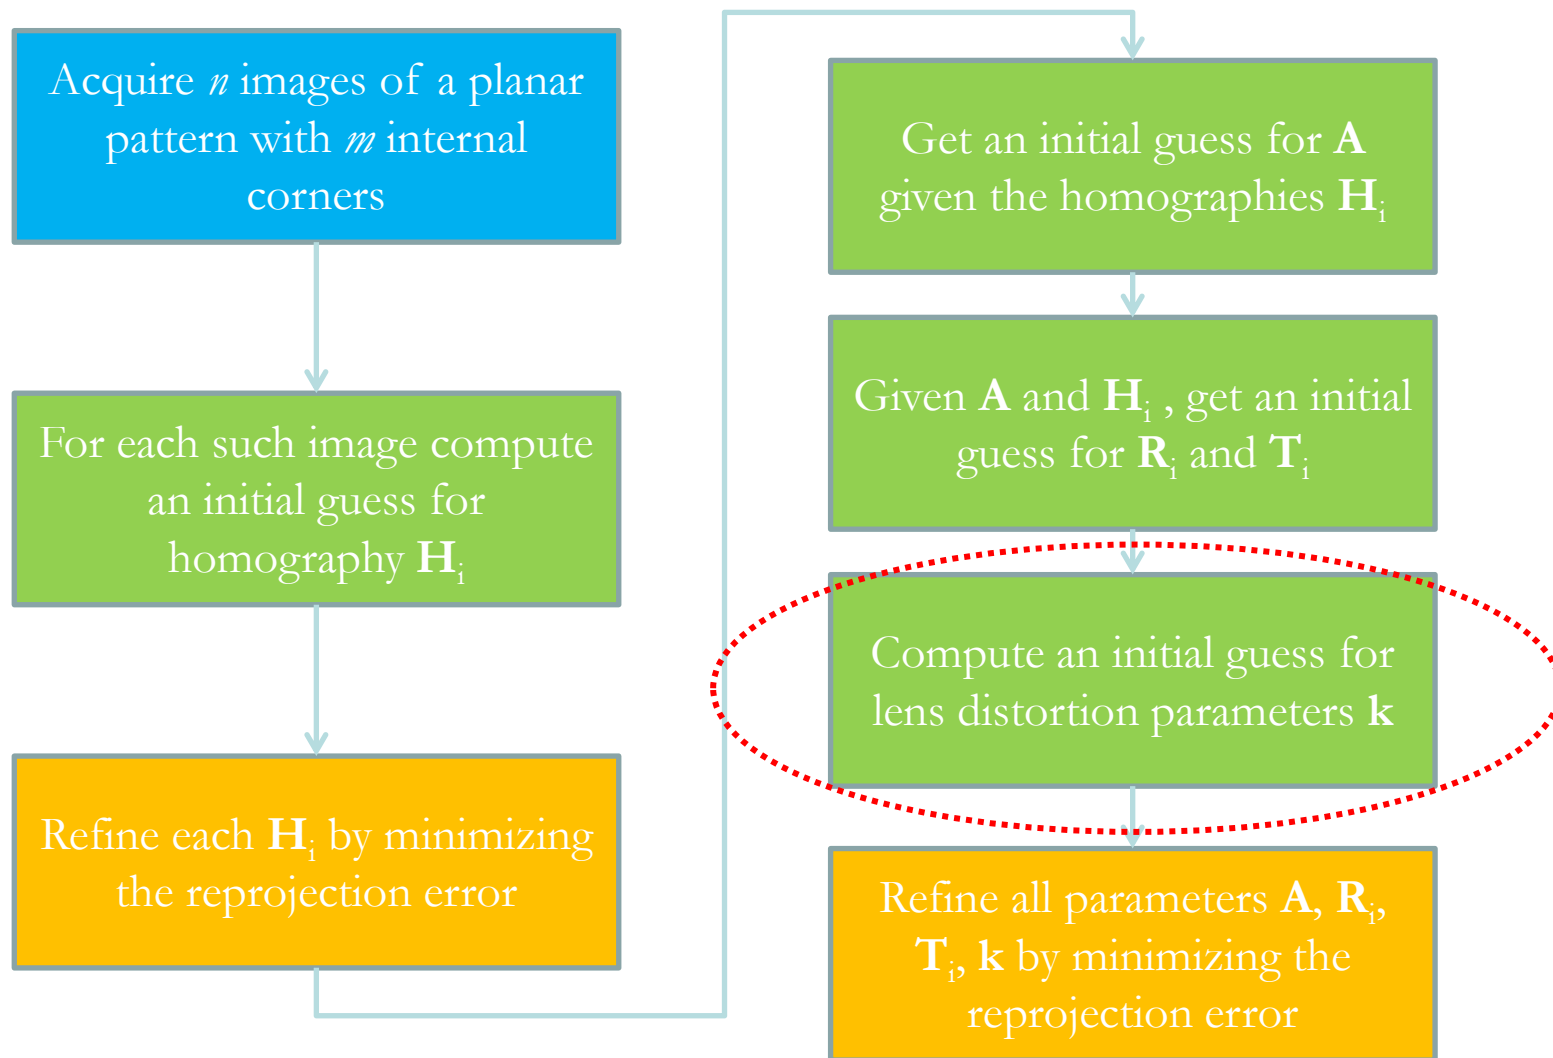 Acquire n images of a planar
pattern with m internal
corners
For each such image compute
an initial guess for
homography Hi
Refine each Hi by minimizing
the reprojection error
Get an initial guess for A
given the homographies Hi
Given A and Hi , get an initial
guess for Ri and Ti
Compute an initial guess for
lens distortion parameters k
Refine all parameters A, Ri,
Ti, k by minimizing the
reprojection error